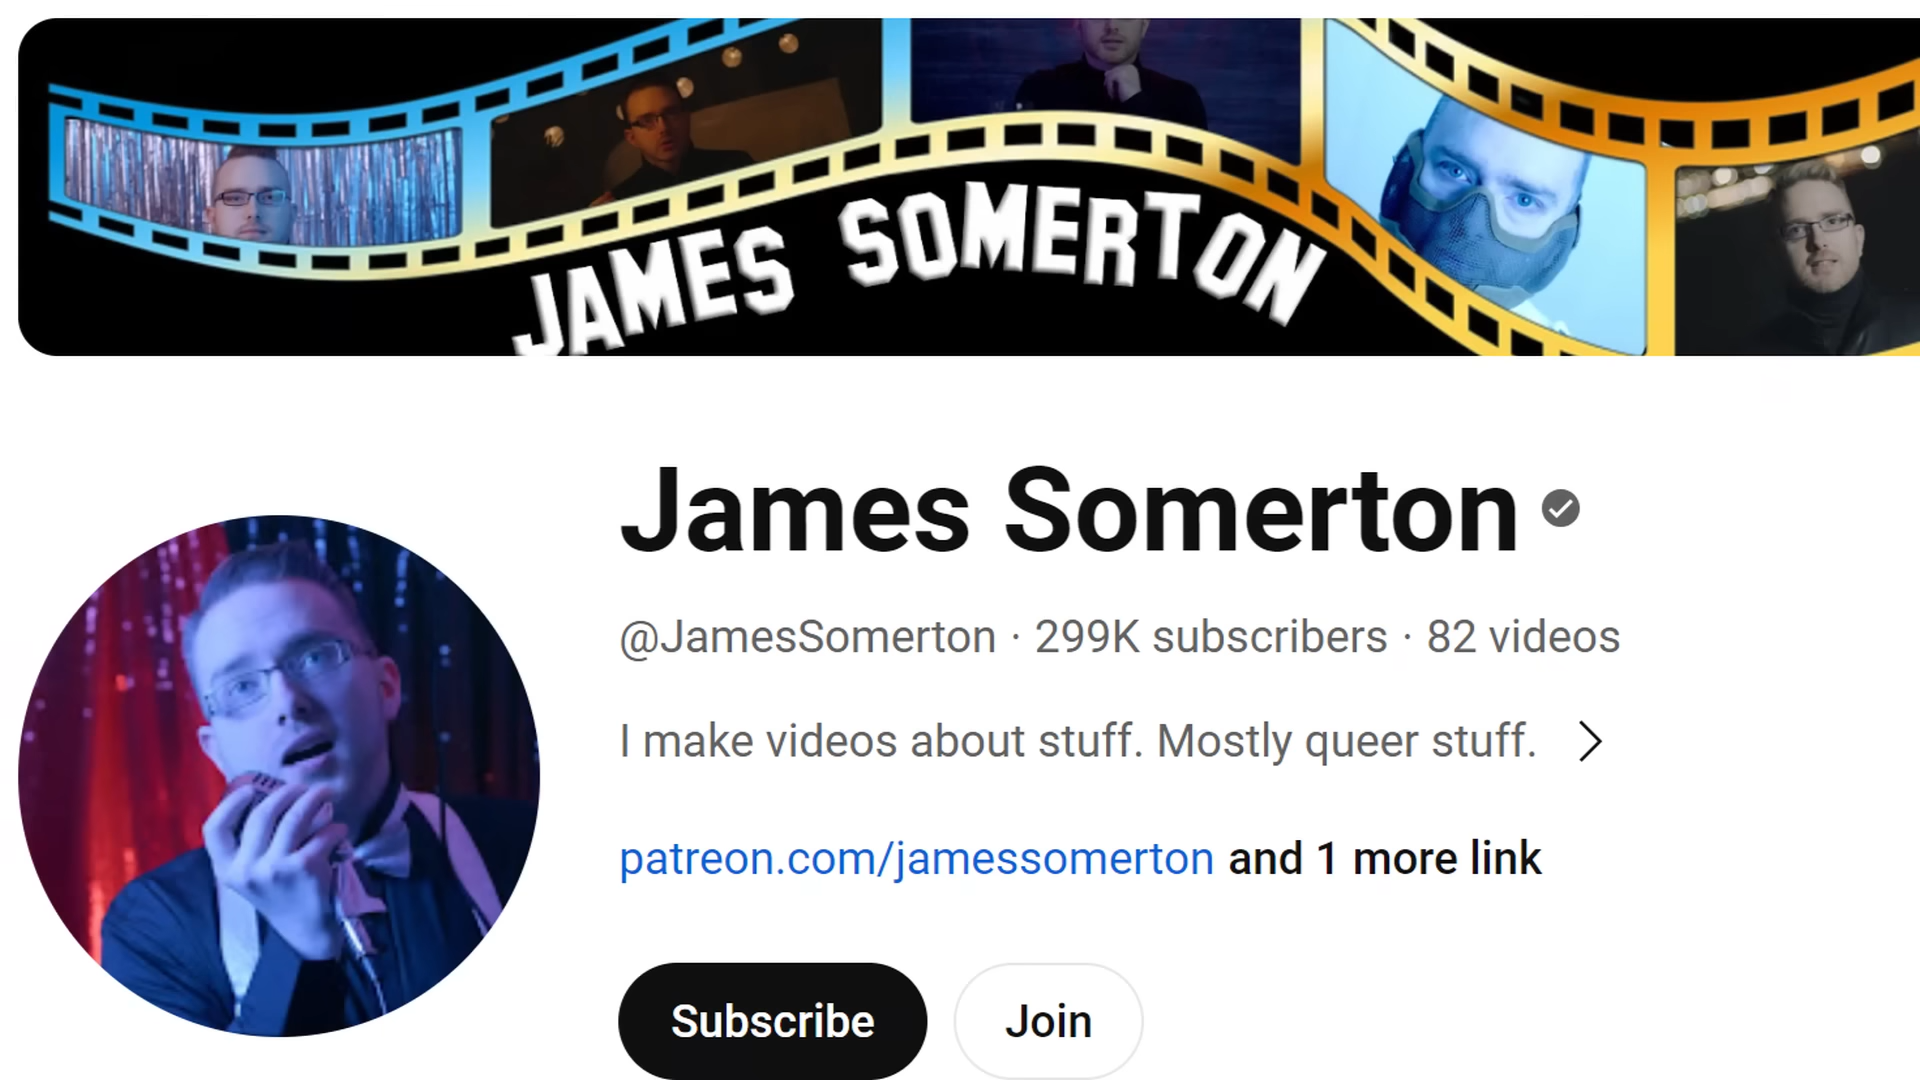 JAMES SOMERTON
James Somerton
@JamesSomerton · 299K subscribers · 82 videos
I make videos about stuff. Mostly queer stuff.
patreon.com/jamessomerton and 1 more link
Subscribe Join